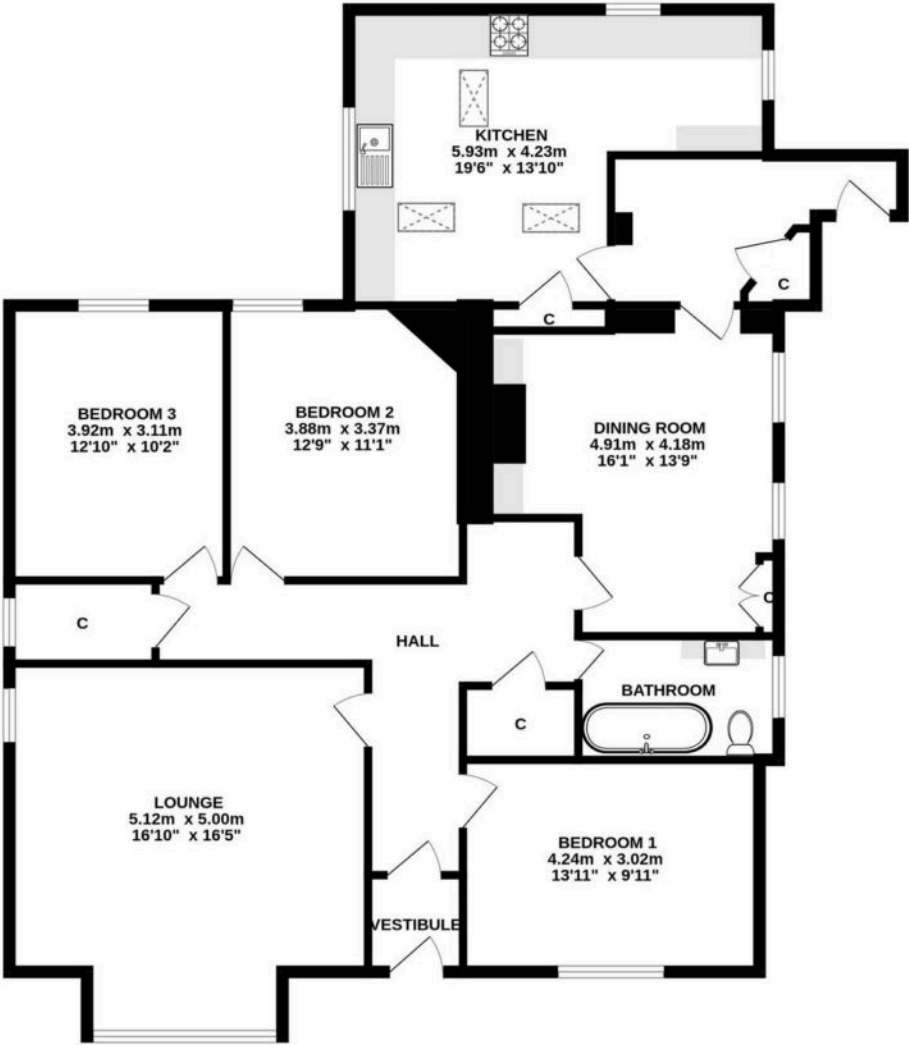 KITCHEN
5.93m x 4.23m
19'6" x 13'10"
C
C
BEDROOM 3
3.92m x 3.11m
12'10" x 10'2"
BEDROOM 2
3.88m x 3.37m
12'9" x 11'1"
DINING ROOM
4.91m x 4.18m
16'1" x 13'9"
C
C
HALL
BATHROOM
C
LOUNGE
5.12m x 5.00m
16'10" x 16'5"
BEDROOM 1
4.24m x 3.02m
13'11" x 9'11"
VESTIBULE